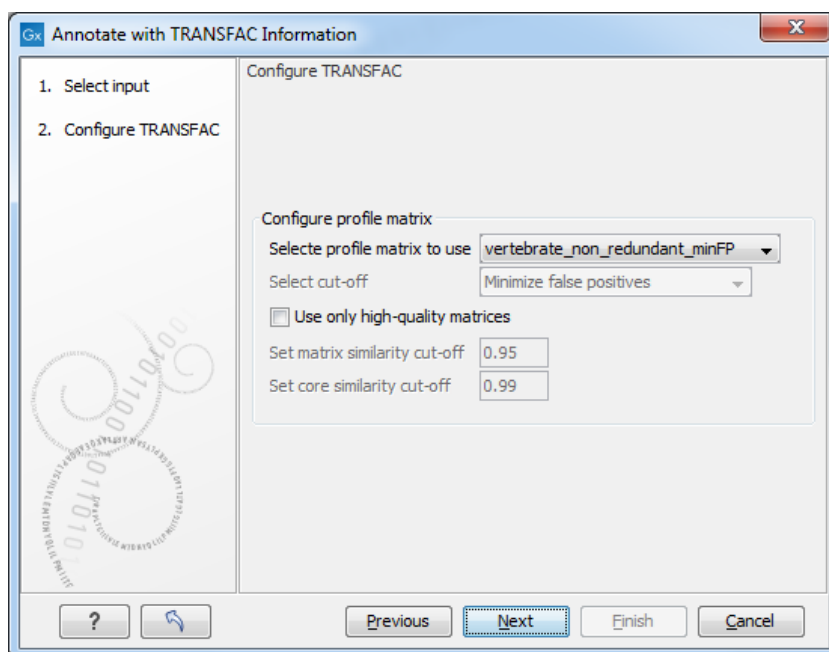 Gx Annotate with TRANSFAC Information
1. Select input
2. Configure TRANSFAC
Configure TRANSFAC
Configure profile matrix
Selecte profile matrix to use vertebrate_non_redundant_minFP
Select cut-off Minimize false positives
Use only high-quality matrices
Set matrix similarity cut-off 0.95
Set core similarity cut-off 0.99
? Previous Next Finish Cancel